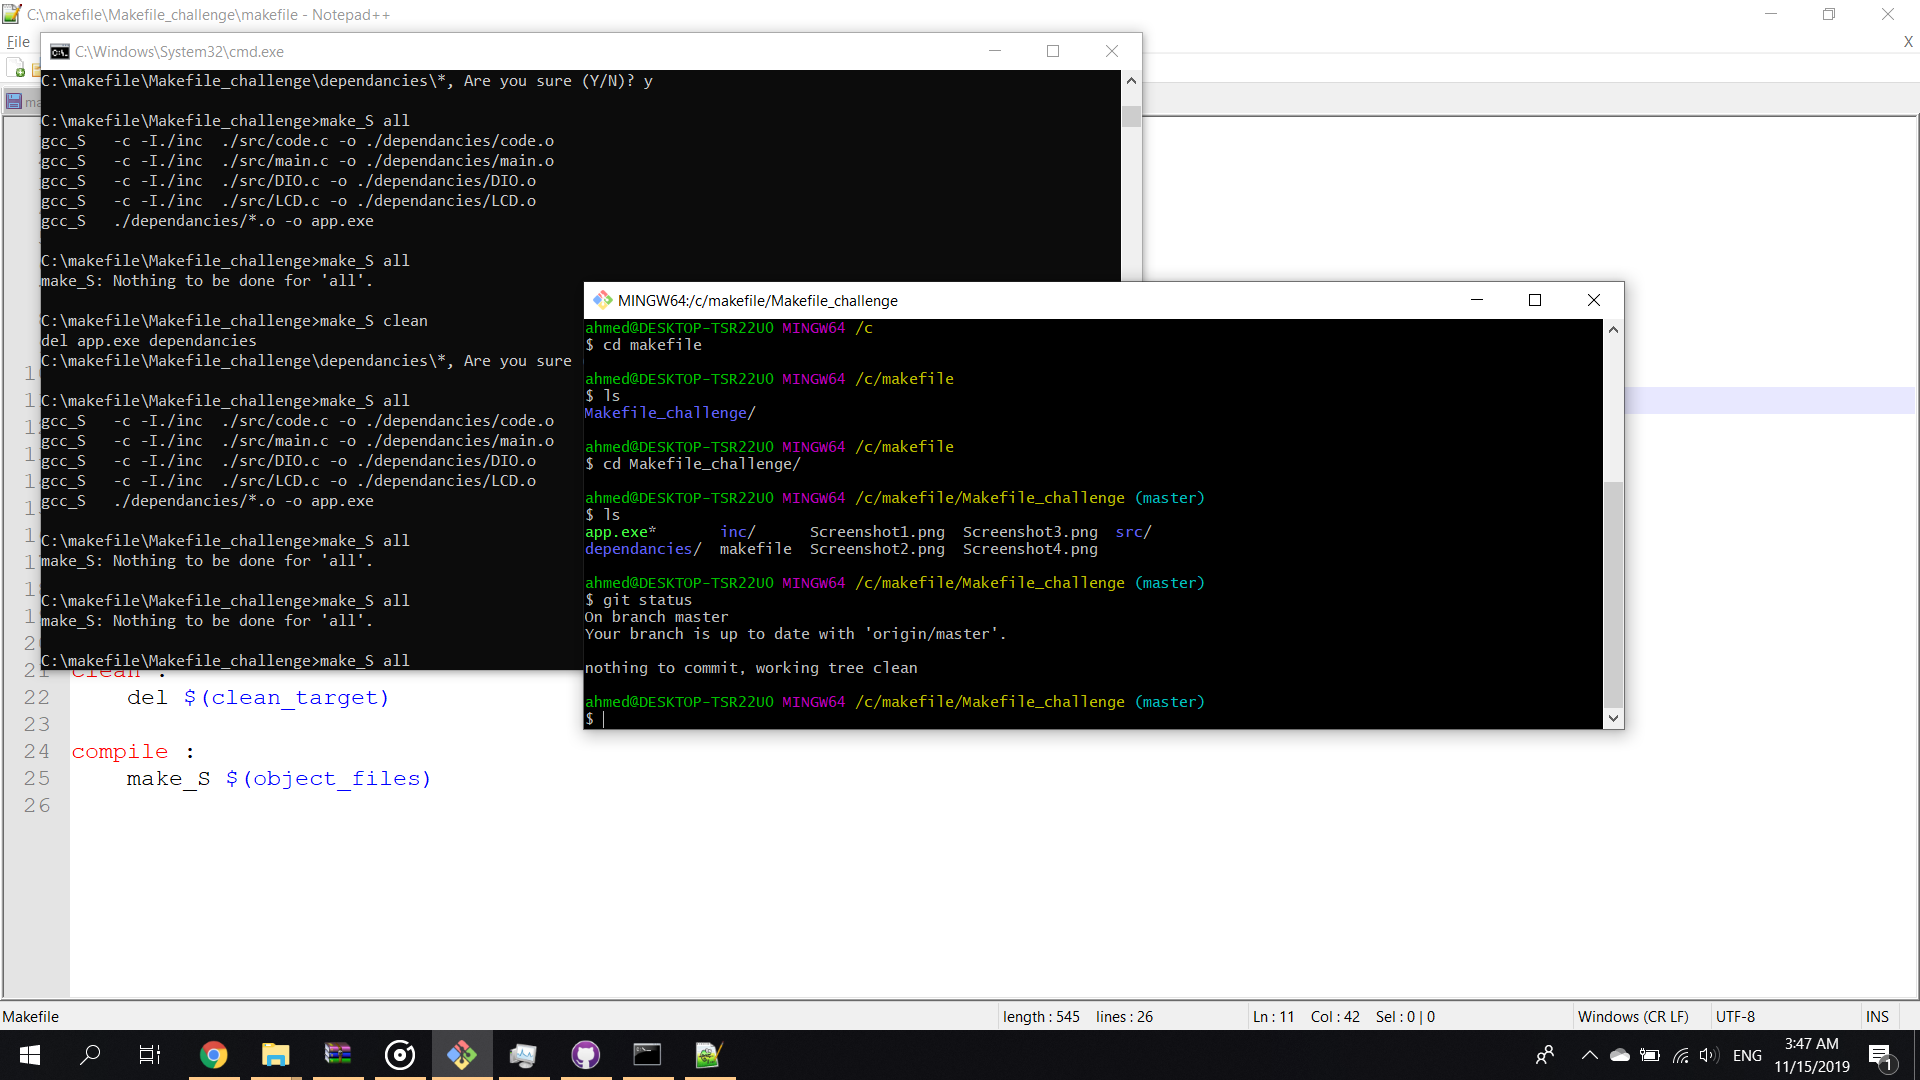 C:\makefile\Makefile_challenge\makefile - Notepad++
File
X
C:\Windows\System32\cmd.exe
C:\makefile\Makefile_challenge\dependancies\*, Are you sure (Y/N)? y
C:\makefile\Makefile_challenge>make_S all
gcc_S   -c -I./inc  ./src/code.c -o ./dependancies/code.o
gcc_S   -c -I./inc  ./src/main.c -o ./dependancies/main.o
gcc_S   -c -I./inc  ./src/DIO.c -o ./dependancies/DIO.o
gcc_S   -c -I./inc  ./src/LCD.c -o ./dependancies/LCD.o
gcc_S   ./dependancies/*.o -o app.exe
C:\makefile\Makefile_challenge>make_S all
make_S: Nothing to be done for 'all'.
C:\makefile\Makefile_challenge>make_S clean
del app.exe dependancies
C:\makefile\Makefile_challenge\dependancies\*, Are you sure
C:\makefile\Makefile_challenge>make_S all
gcc_S   -c -I./inc  ./src/code.c -o ./dependancies/code.o
gcc_S   -c -I./inc  ./src/main.c -o ./dependancies/main.o
gcc_S   -c -I./inc  ./src/DIO.c -o ./dependancies/DIO.o
gcc_S   -c -I./inc  ./src/LCD.c -o ./dependancies/LCD.o
gcc_S   ./dependancies/*.o -o app.exe
C:\makefile\Makefile_challenge>make_S all
make_S: Nothing to be done for 'all'.
C:\makefile\Makefile_challenge>make_S all
make_S: Nothing to be done for 'all'.
C:\makefile\Makefile_challenge>make_S all
MINGW64:/c/makefile/Makefile_challenge
ahmed@DESKTOP-TSR22UO MINGW64 /c
$ cd makefile
ahmed@DESKTOP-TSR22UO MINGW64 /c/makefile
$ ls
Makefile_challenge/
ahmed@DESKTOP-TSR22UO MINGW64 /c/makefile
$ cd Makefile_challenge/
ahmed@DESKTOP-TSR22UO MINGW64 /c/makefile/Makefile_challenge (master)
$ ls
app.exe*       inc/      Screenshot1.png  Screenshot3.png  src/
dependancies/  makefile  Screenshot2.png  Screenshot4.png
ahmed@DESKTOP-TSR22UO MINGW64 /c/makefile/Makefile_challenge (master)
$ git status
On branch master
Your branch is up to date with 'origin/master'.
nothing to commit, working tree clean
ahmed@DESKTOP-TSR22UO MINGW64 /c/makefile/Makefile_challenge (master)
$
clean :
22 del $(clean_target)
23
24 compile :
25 make_S $(object_files)
26
Makefile
length : 545 lines : 26 Ln : 11 Col : 42 Sel : 0 | 0 Windows (CR LF) UTF-8 INS
ENG
3:47 AM
11/15/2019
1